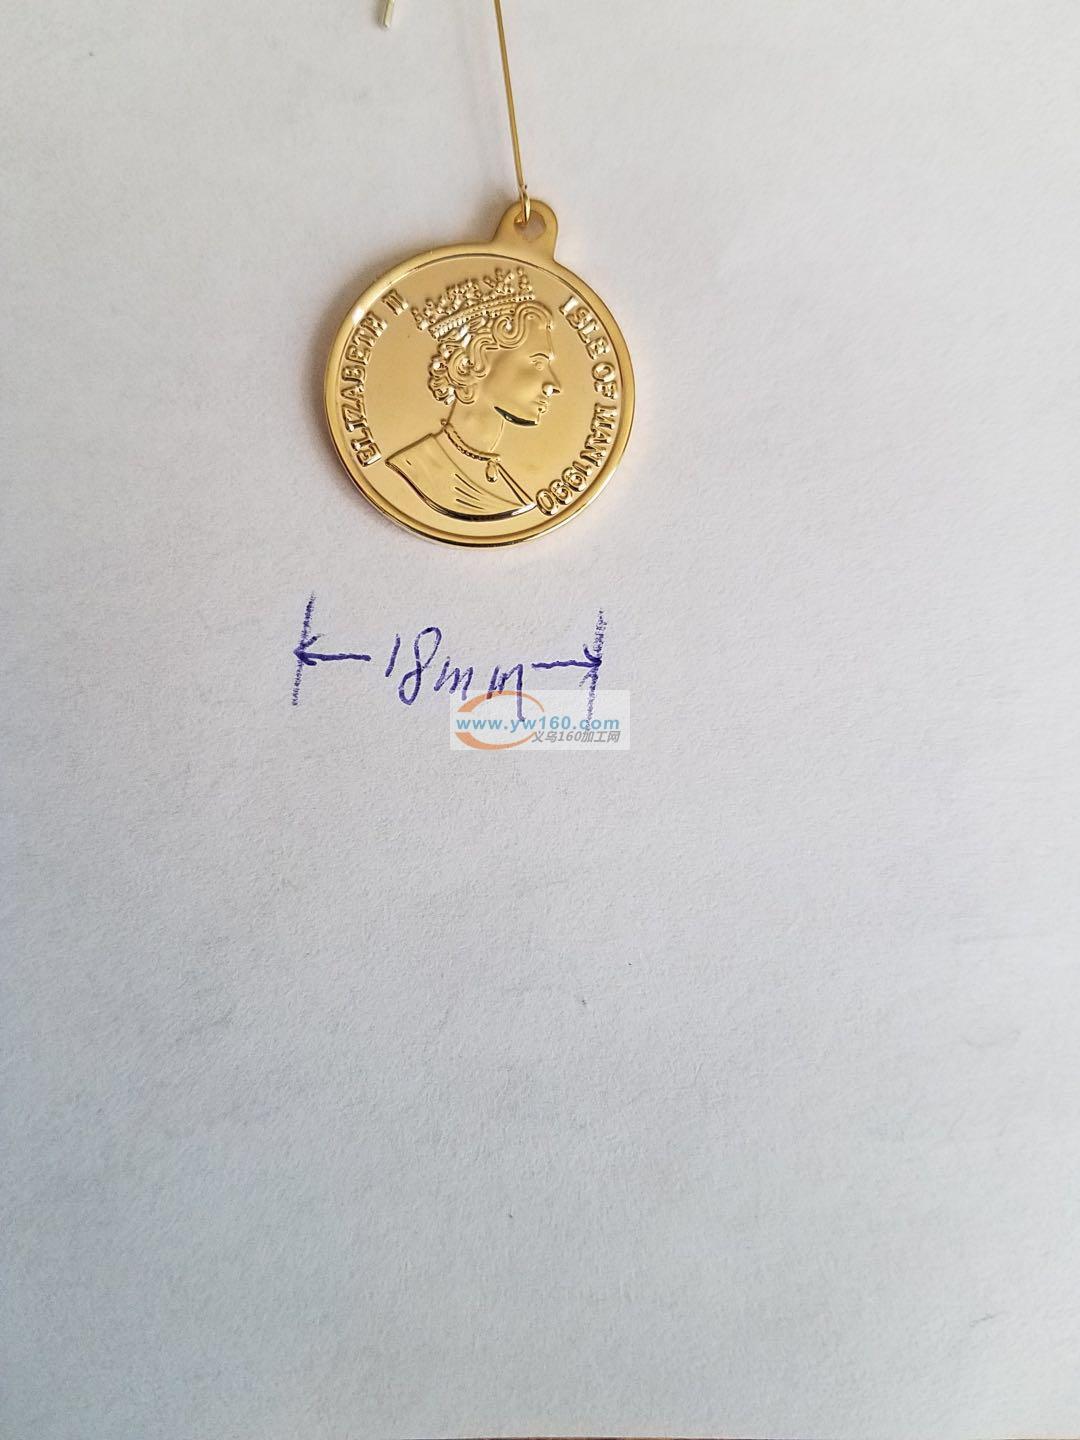 ELIZABETH II
ISLE OF MAN 1990
18mm
www.yw160.com
义乌160加工网